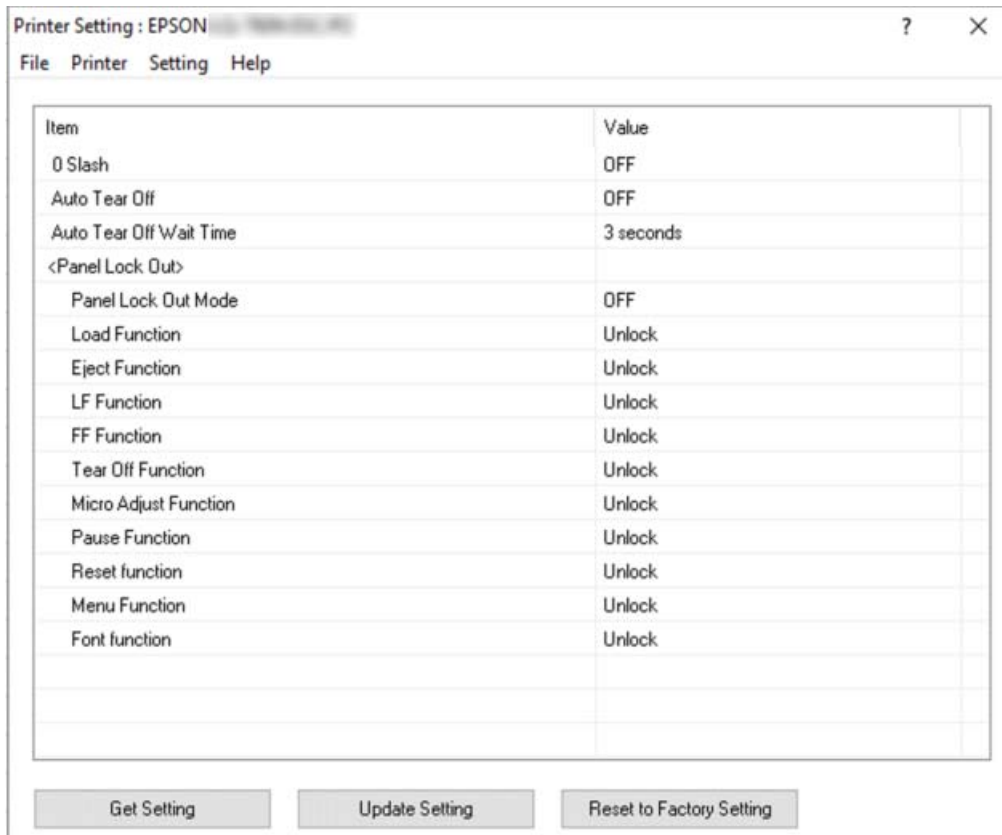 Printer Setting : EPSON
? ×
File Printer Setting Help
Item Value
0 Slash OFF
Auto Tear Off OFF
Auto Tear Off Wait Time 3 seconds
<Panel Lock Out>
Panel Lock Out Mode OFF
Load Function Unlock
Eject Function Unlock
LF Function Unlock
FF Function Unlock
Tear Off Function Unlock
Micro Adjust Function Unlock
Pause Function Unlock
Reset function Unlock
Menu Function Unlock
Font function Unlock
Get Setting Update Setting Reset to Factory Setting